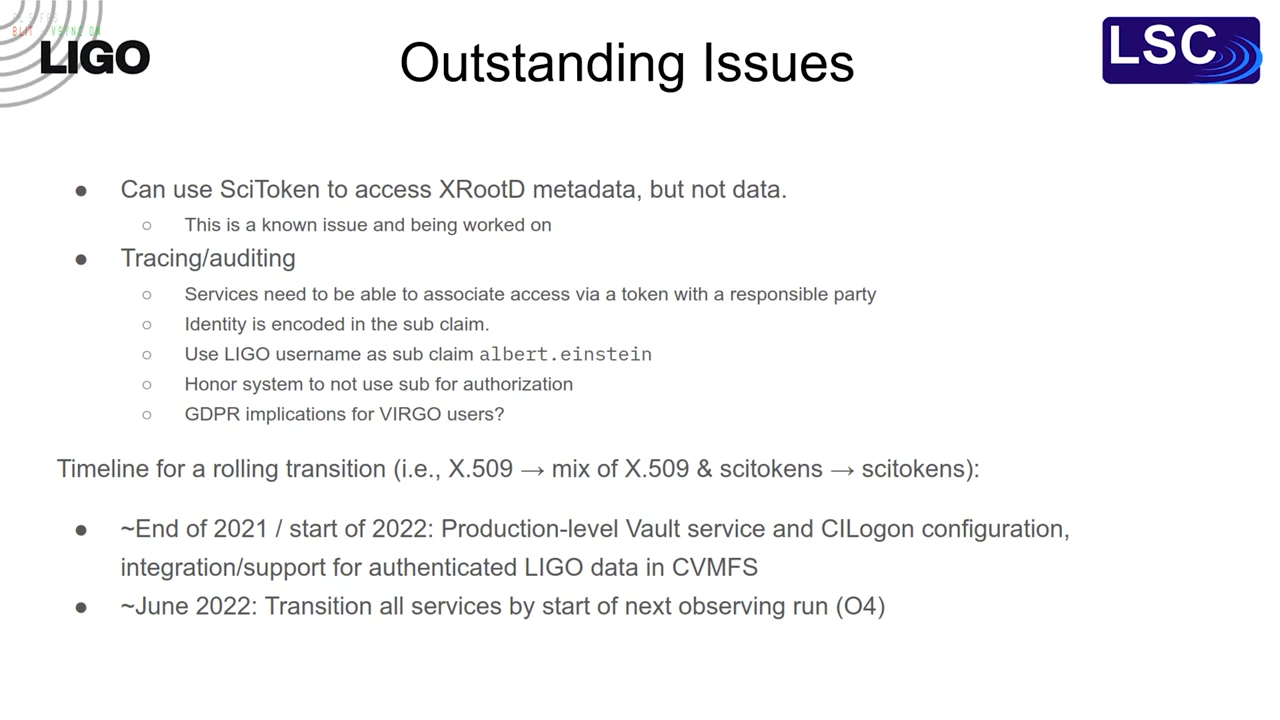 LIGO
LSC
Outstanding Issues
● Can use SciToken to access XRootD metadata, but not data.
○ This is a known issue and being worked on
● Tracing/auditing
○ Services need to be able to associate access via a token with a responsible party
○ Identity is encoded in the sub claim.
○ Use LIGO username as sub claim albert.einstein
○ Honor system to not use sub for authorization
○ GDPR implications for VIRGO users?
Timeline for a rolling transition (i.e., X.509 → mix of X.509 & scitokens → scitokens):
● ~End of 2021 / start of 2022: Production-level Vault service and CILogon configuration,
integration/support for authenticated LIGO data in CVMFS
● ~June 2022: Transition all services by start of next observing run (O4)